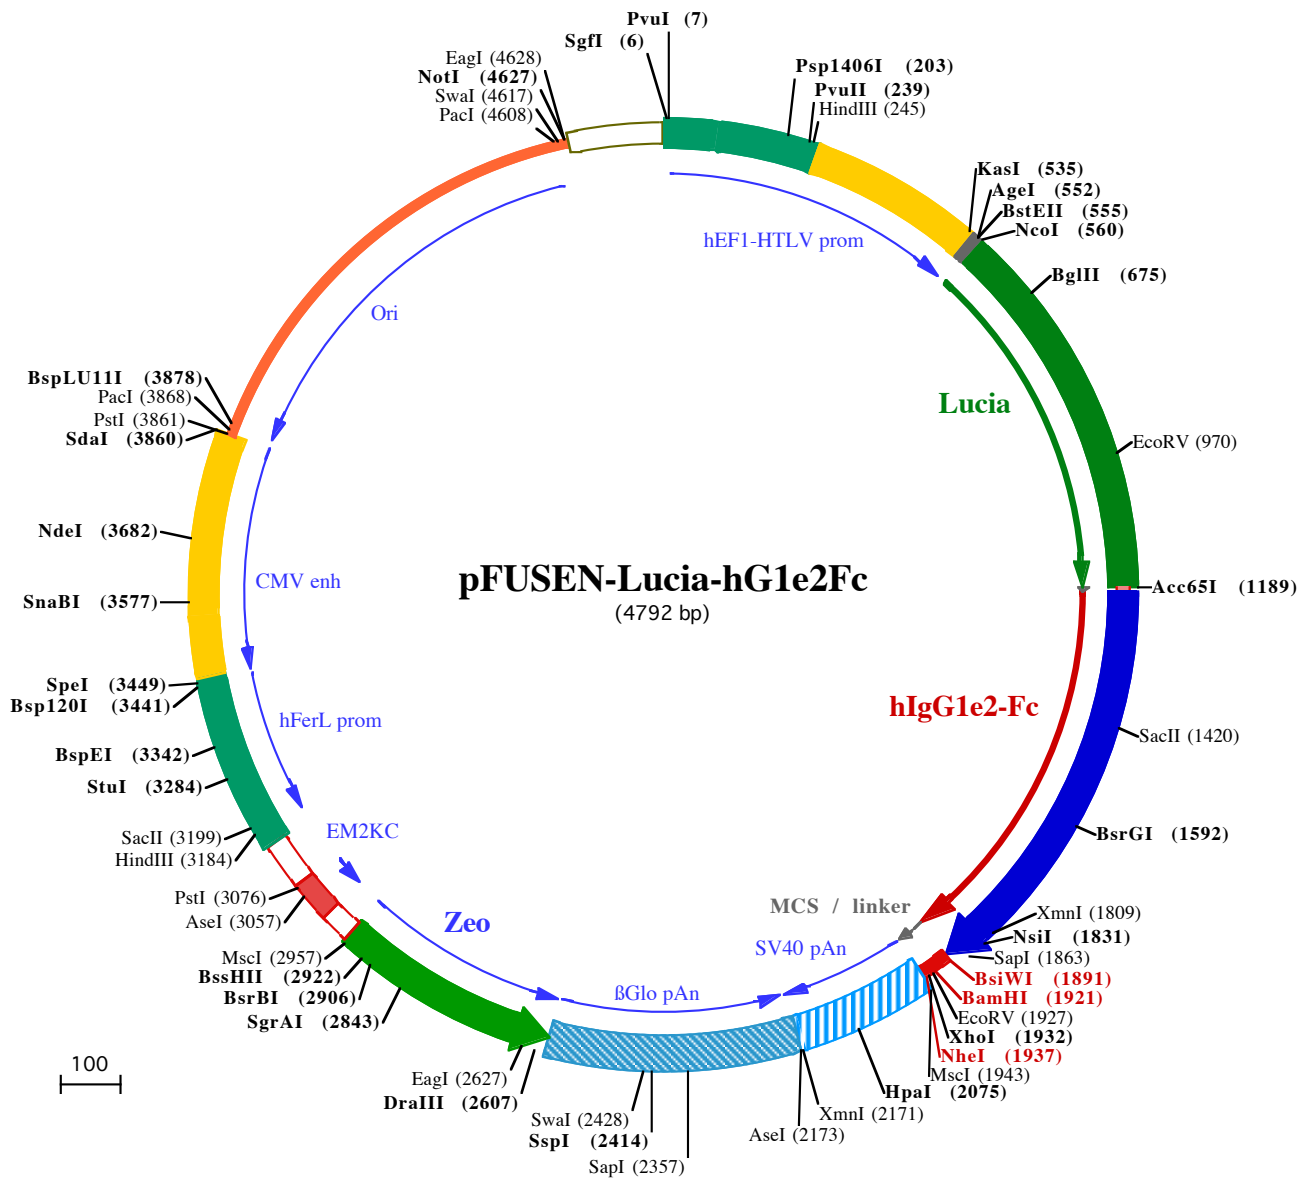 PvuI (7)
SgfI (6)
EagI (4628)
NotI (4627)
SwaI (4617)
PacI (4608)
Psp1406I (203)
PvuII (239)
HindIII (245)
KasI (535)
AgeI (552)
BstEII (555)
NcoI (560)
BglII (675)
hEF1-HTLV prom
Ori
Lucia
EcoRV (970)
BspLU11I (3878)
PacI (3868)
PstI (3861)
SdaI (3860)
NdeI (3682)
CMV enh
SnaBI (3577)
pFUSEN-Lucia-hG1e2Fc
(4792 bp)
Acc65I (1189)
SpeI (3449)
Bsp120I (3441)
hFerL prom
hIgG1e2-Fc
SacII (1420)
BspEI (3342)
StuI (3284)
SacII (3199)
HindIII (3184)
EM2KC
BsrGI (1592)
PstI (3076)
AseI (3057)
MscI (2957)
BssHII (2922)
BsrBI (2906)
SgrAI (2843)
Zeo
MCS / linker
SV40 pAn
ßGlo pAn
XmnI (1809)
NsiI (1831)
SapI (1863)
BsiWI (1891)
BamHI (1921)
EcoRV (1927)
XhoI (1932)
NheI (1937)
MscI (1943)
HpaI (2075)
XmnI (2171)
AseI (2173)
100
EagI (2627)
DraIII (2607)
SwaI (2428)
SspI (2414)
SapI (2357)